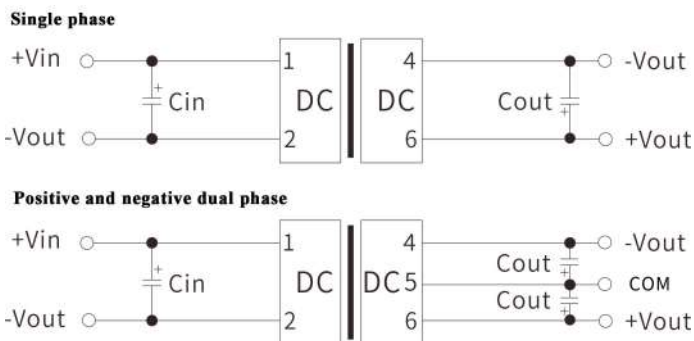 Single phase
+Vin 1 DC DC 4 -Vout
+ Cin Cout +
-Vout 2 6 +Vout
Positive and negative dual phase
+Vin 1 4 -Vout
+ Cin DC DC 5 Cout + COM
Cout +
-Vout 2 6 +Vout